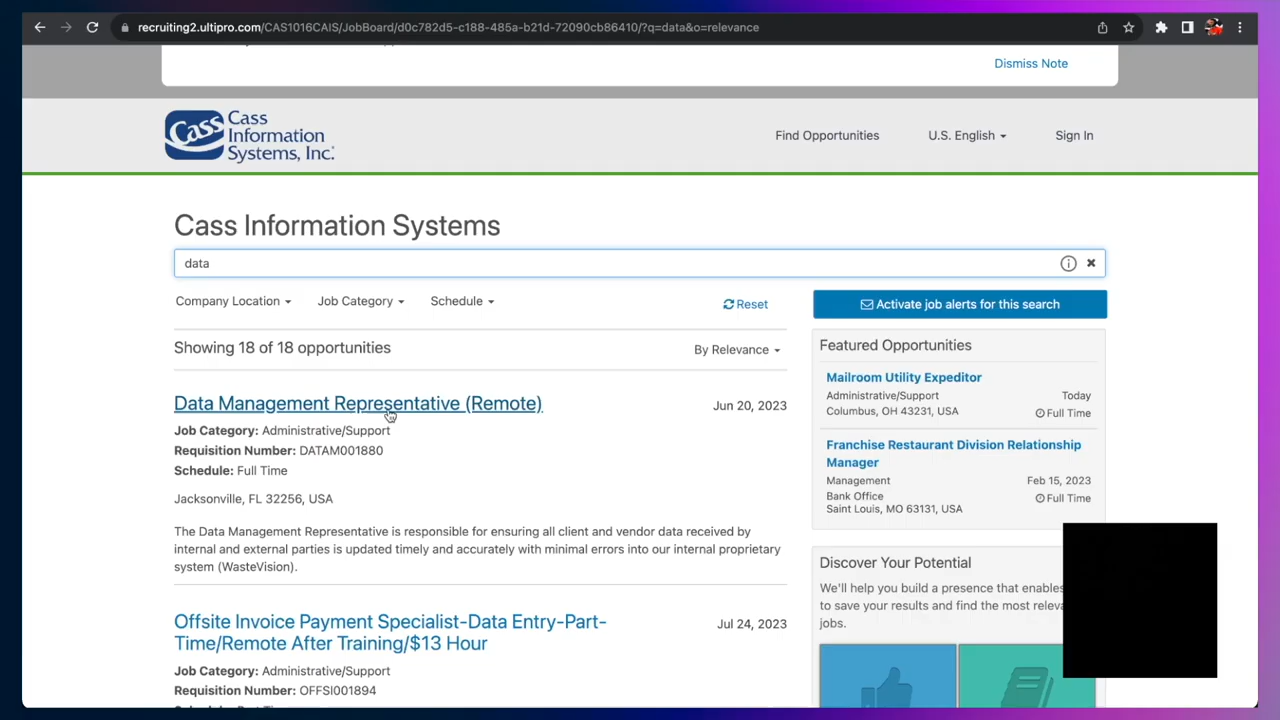 recruiting2.ultipro.com/CAS1016CAIS/JobBoard/d0c782d5-c188-485a-b21d-72090cb86410/?q=data&o=relevance
Dismiss Note
Cass
Cass
Information
Systems, Inc.
Find Opportunities
U.S. English
Sign In
Cass Information Systems
data
Company Location
Job Category
Schedule
Reset
Activate job alerts for this search
Showing 18 of 18 opportunities
By Relevance
Data Management Representative (Remote)
Jun 20, 2023
Job Category: Administrative/Support
Requisition Number: DATAM001880
Schedule: Full Time
Jacksonville, FL 32256, USA
The Data Management Representative is responsible for ensuring all client and vendor data received by
internal and external parties is updated timely and accurately with minimal errors into our internal proprietary
system (WasteVision).
Offsite Invoice Payment Specialist-Data Entry-Part-
Time/Remote After Training/$13 Hour
Jul 24, 2023
Job Category: Administrative/Support
Requisition Number: OFFSI001894
Featured Opportunities
Mailroom Utility Expeditor
Administrative/Support
Today
Columbus, OH 43231, USA
Full Time
Franchise Restaurant Division Relationship
Manager
Management
Feb 15, 2023
Bank Office
Full Time
Saint Louis, MO 63131, USA
Discover Your Potential
We'll help you build a presence that enables
to save your results and find the most releva
jobs.